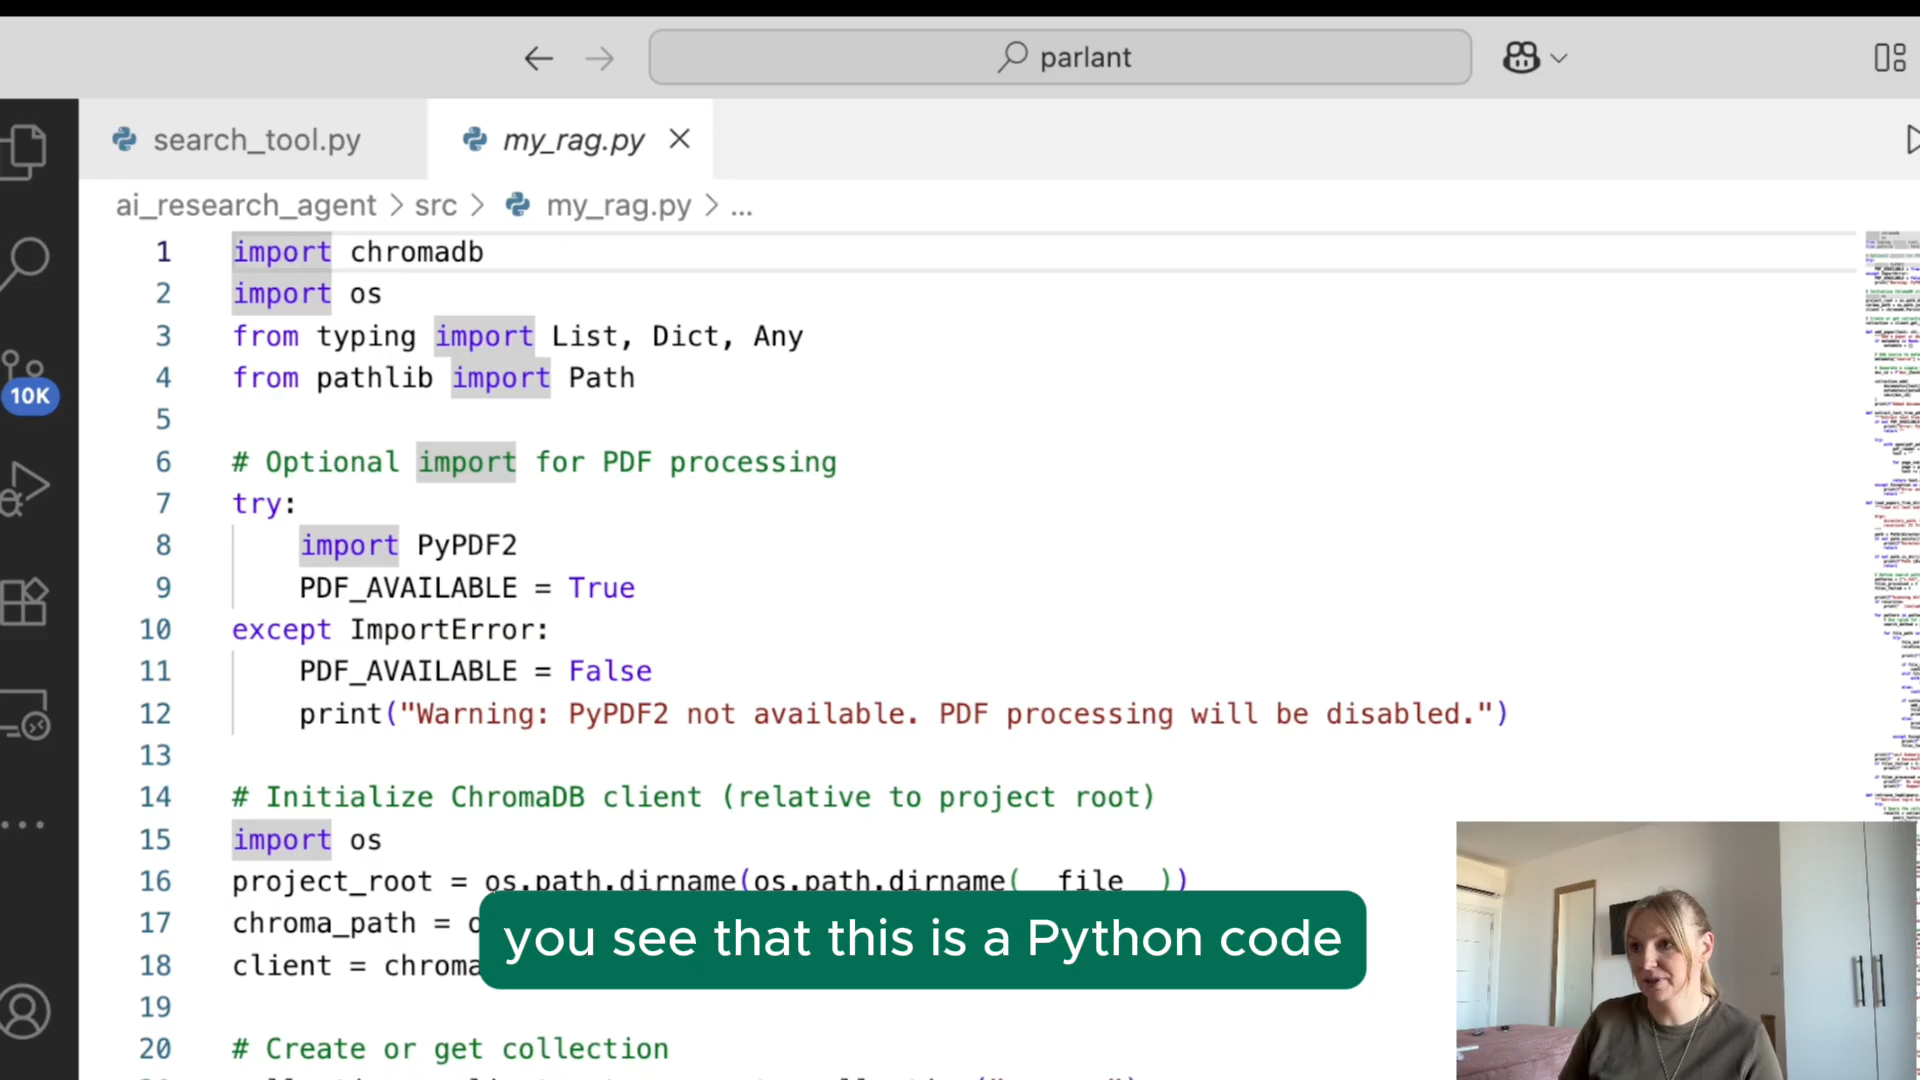 parlant
search_tool.py
my_rag.py
ai_research_agent > src > my_rag.py > ...
1 import chromadb
2 import os
3 from typing import List, Dict, Any
4 from pathlib import Path
5
6 # Optional import for PDF processing
7 try:
8 import PyPDF2
9 PDF_AVAILABLE = True
10 except ImportError:
11 PDF_AVAILABLE = False
12 print("Warning: PyPDF2 not available. PDF processing will be disabled.")
13
14 # Initialize ChromaDB client (relative to project root)
15 import os
16 project_root = os.path.dirname(os.path.dirname(__file__))
17 chroma_path =
18 client =
19
20 # Create or get collection
10K
you see that this is a Python code